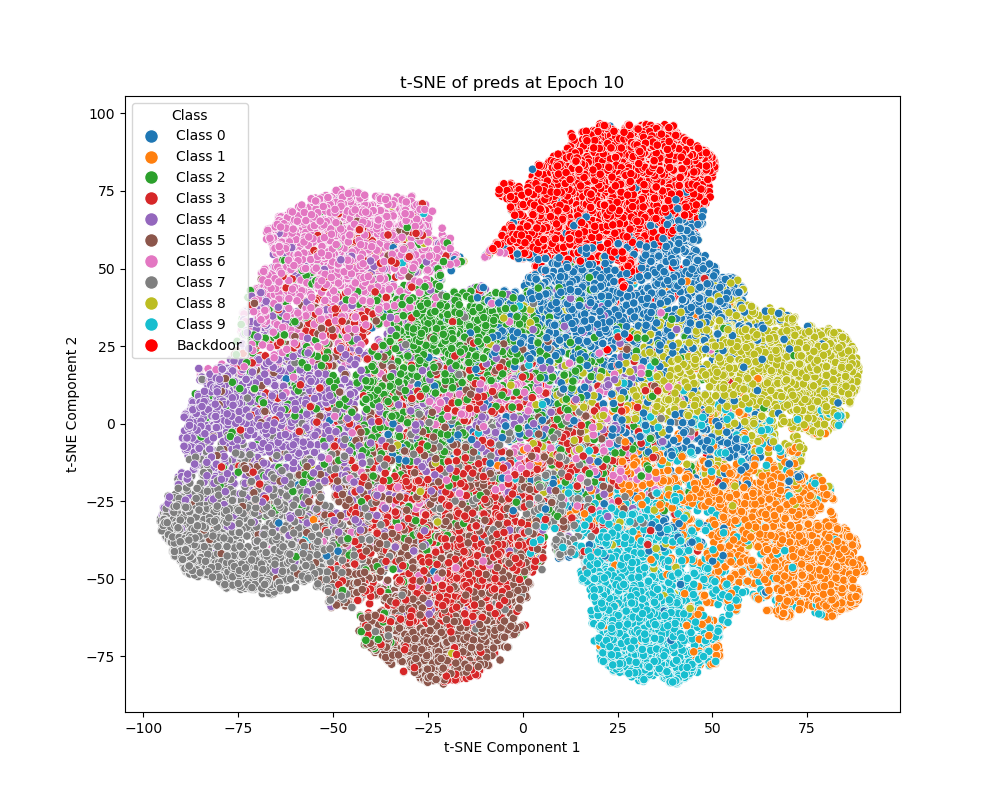 t-SNE of preds at Epoch 10
Class
Class 0
Class 1
Class 2
Class 3
Class 4
Class 5
Class 6
Class 7
Class 8
Class 9
Backdoor
100
75
50
25
0
−25
−50
−75
t-SNE Component 2
−100
−75
−50
−25
0
25
50
75
t-SNE Component 1